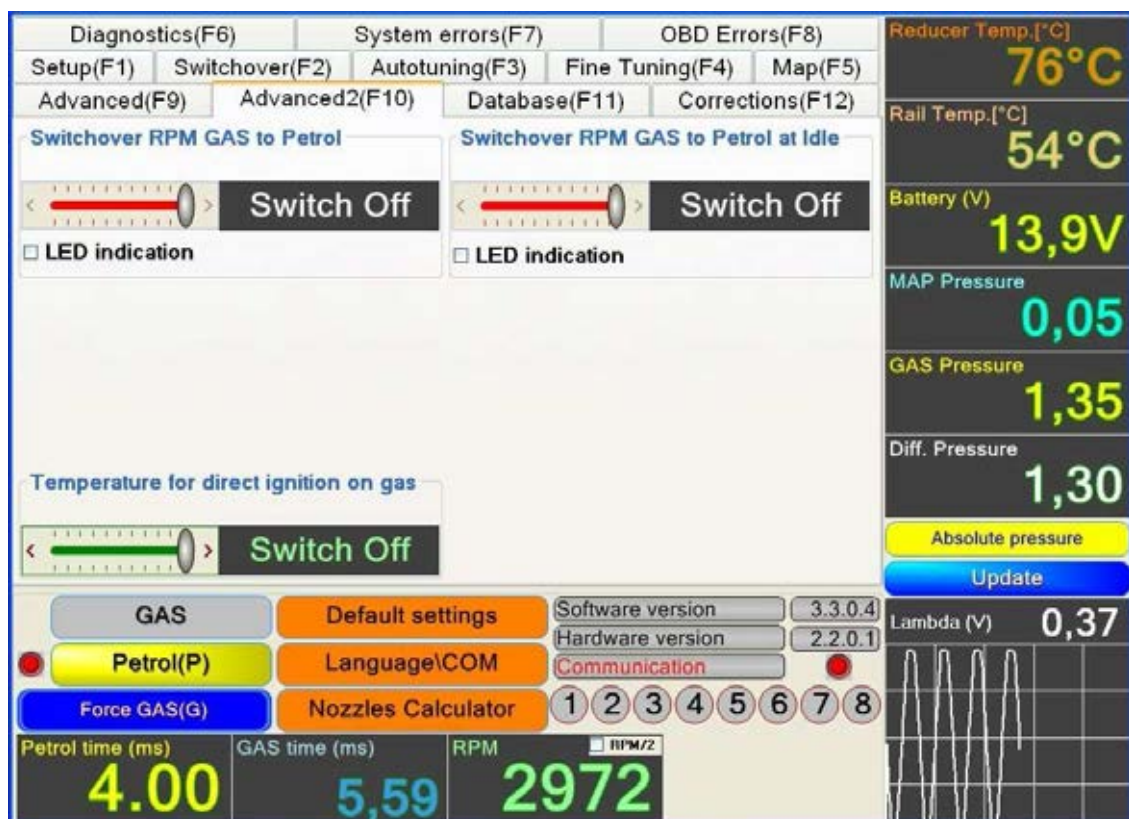 Diagnostics(F6) System errors(F7) OBD Errors(F8)
Setup(F1) Switchover(F2) Autotuning(F3) Fine Tuning(F4) Map(F5)
Advanced(F9) Advanced2(F10) Database(F11) Corrections(F12)
Switchover RPM GAS to Petrol
Switch Off
LED indication
Switchover RPM GAS to Petrol at Idle
Switch Off
LED indication
Temperature for direct ignition on gas
Switch Off
Reducer Temp.[°C]
76°C
Rail Temp.[°C]
54°C
Battery (V)
13,9V
MAP Pressure
0,05
GAS Pressure
1,35
Diff. Pressure
1,30
Absolute pressure
Update
Lambda (V) 0,37
GAS
Petrol(P)
Force GAS(G)
Default settings
Language\COM
Nozzles Calculator
Software version 3.3.0.4
Hardware version 2.2.0.1
Communication
1 2 3 4 5 6 7 8
Petrol time (ms)
4.00
GAS time (ms)
5,59
RPM RPM/2
2972